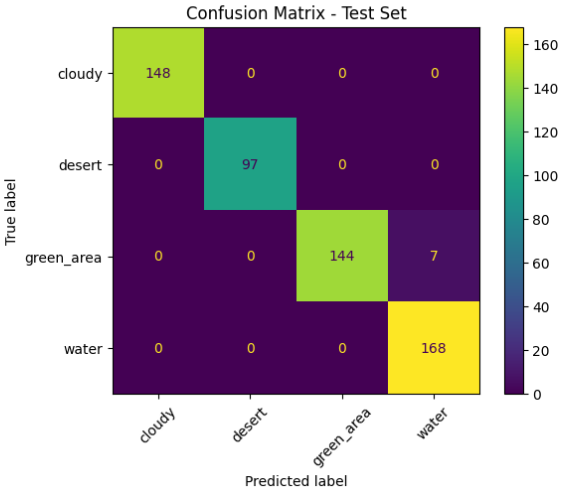 Confusion Matrix - Test Set
True label
cloudy 148 0 0 0
desert 0 97 0 0
green_area 0 0 144 7
water 0 0 0 168
cloudy desert green_area water
Predicted label
160
140
120
100
80
60
40
20
0